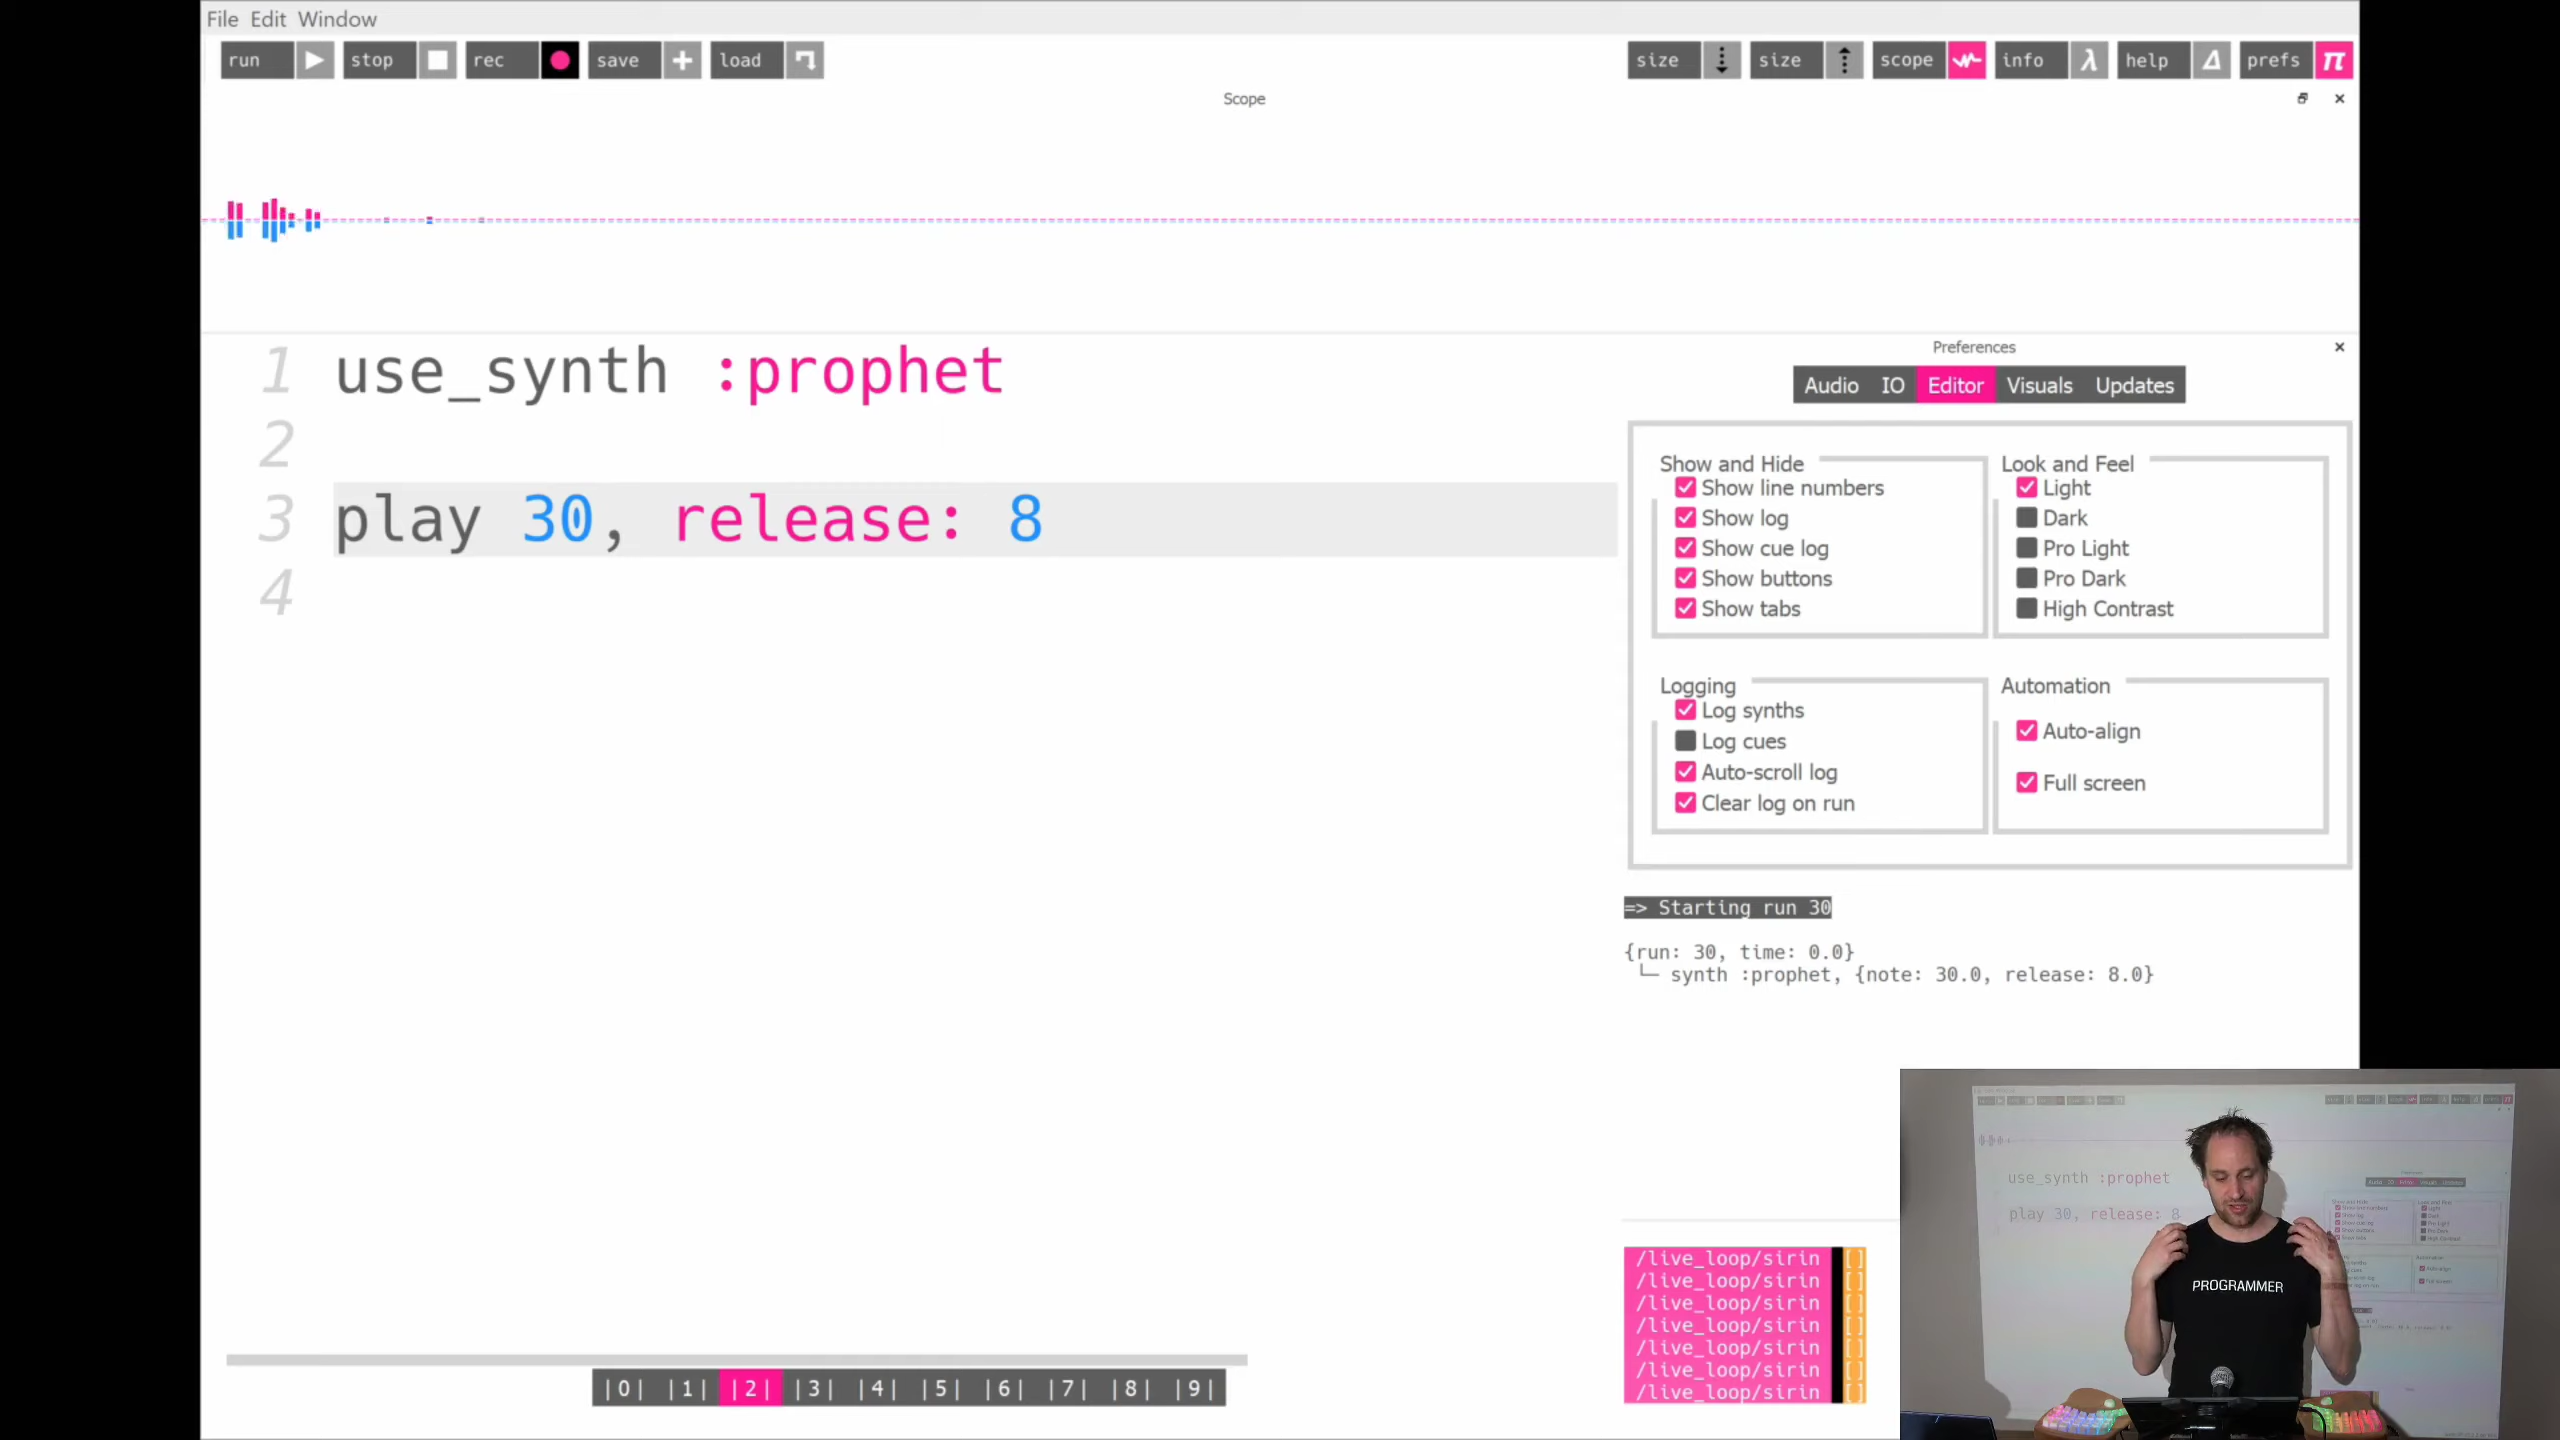 File Edit Window
run stop rec save load size size scope info help prefs
Scope
1 use_synth :prophet
2
3 play 30, release: 8
4
Preferences
Audio IO Editor Visuals Updates
Show and Hide
Show line numbers
Show log
Show cue log
Show buttons
Show tabs
Look and Feel
Light
Dark
Pro Light
Pro Dark
High Contrast
Logging
Log synths
Log cues
Auto-scroll log
Clear log on run
Automation
Auto-align
Full screen
=> Starting run 30
{run: 30, time: 0.0}
└─ synth :prophet, {note: 30.0, release: 8.0}
/live_loop/sirin []
/live_loop/sirin []
/live_loop/sirin []
/live_loop/sirin []
/live_loop/sirin []
/live_loop/sirin []
/live_loop/sirin []
|0| |1| |2| |3| |4| |5| |6| |7| |8| |9|
use_synth :prophet
play 30, release: 8
PROGRAMMER